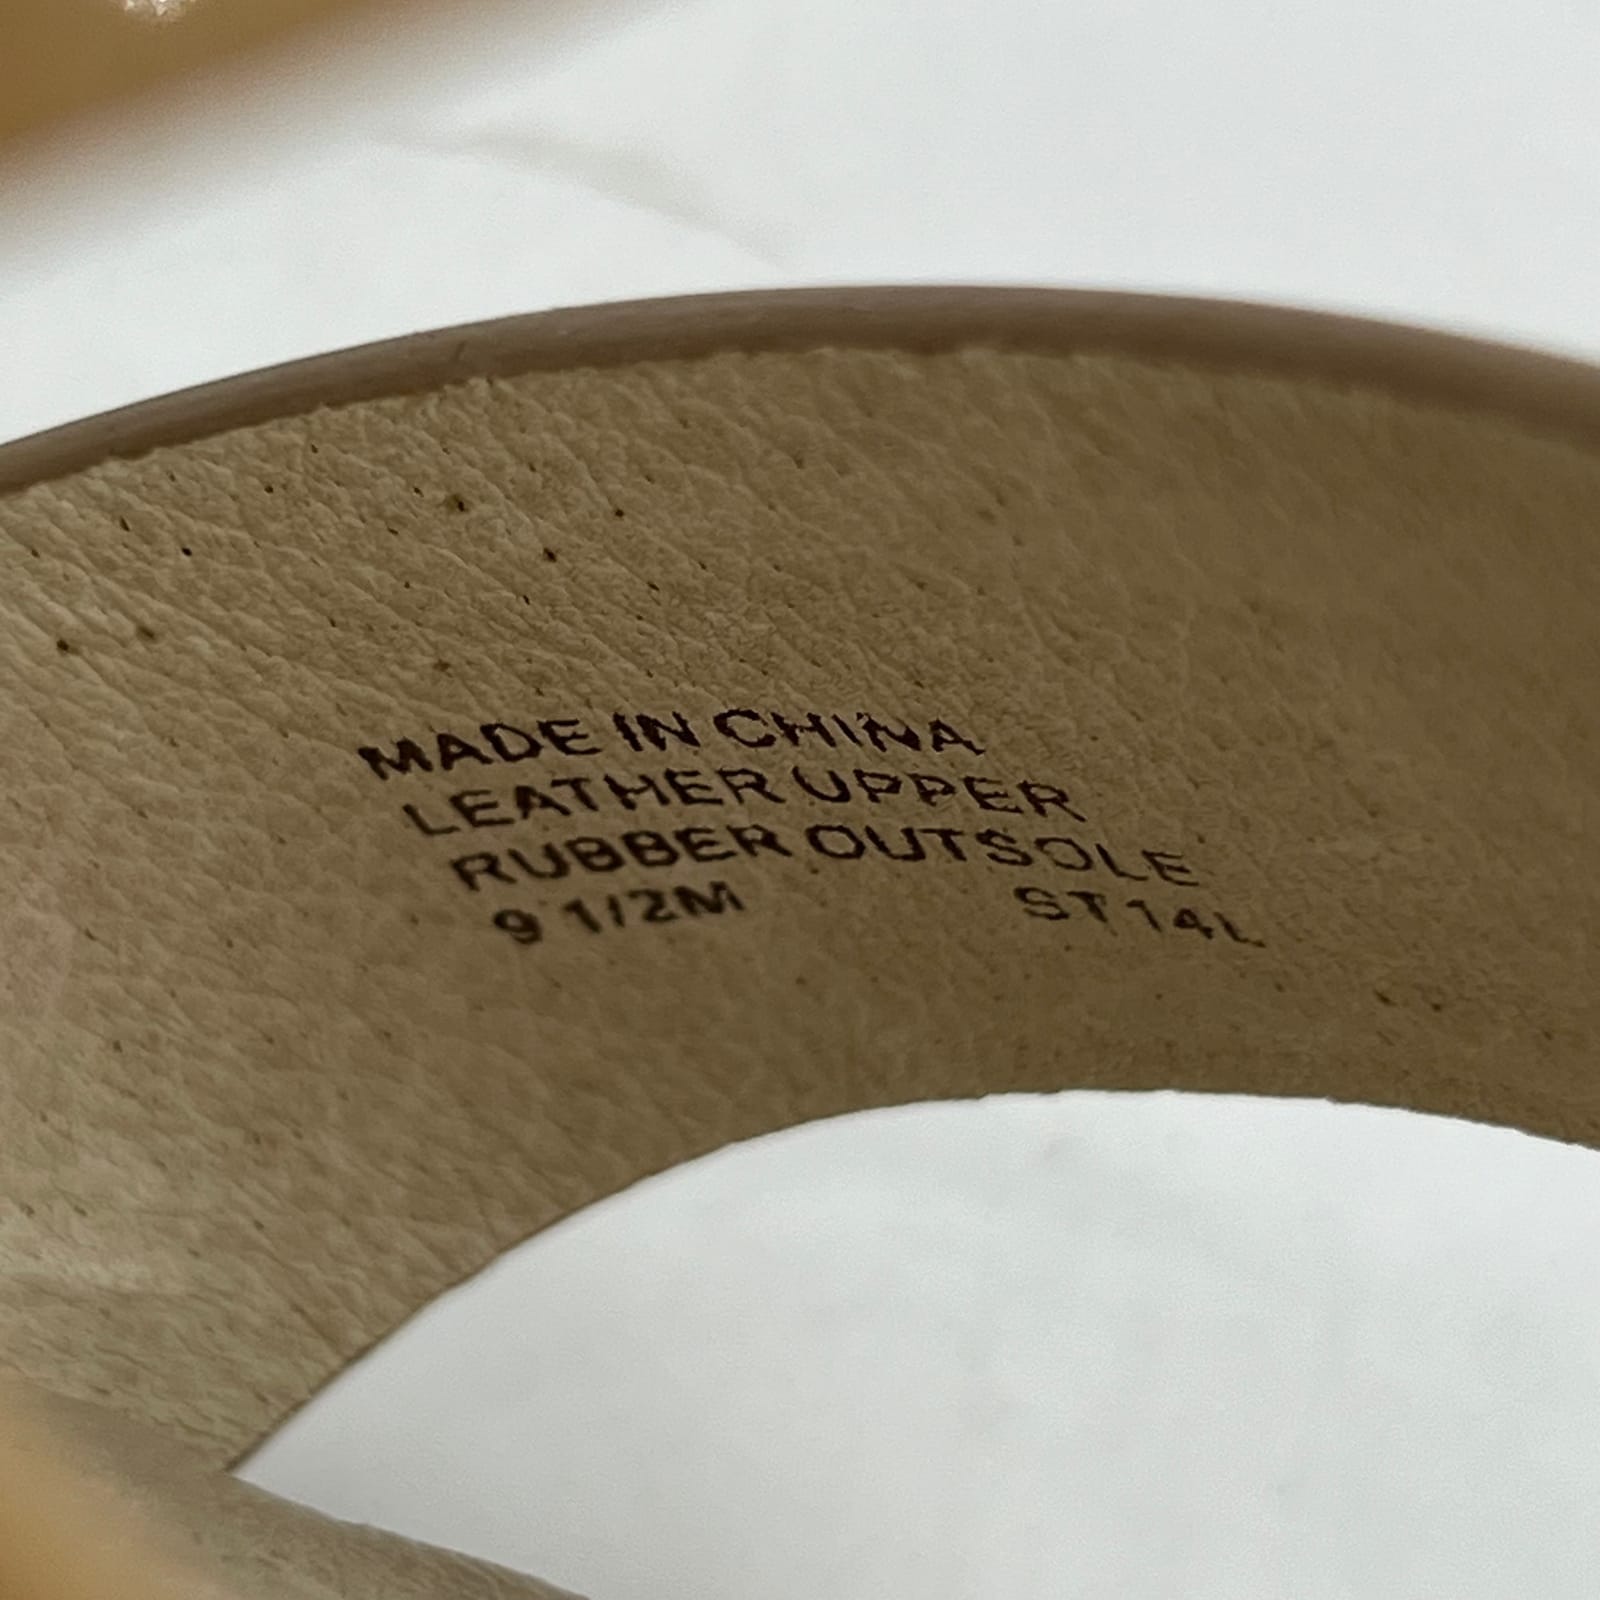 MADE IN CHINA
LEATHER UPPER
RUBBER OUTSOLE
9 1/2M ST14L